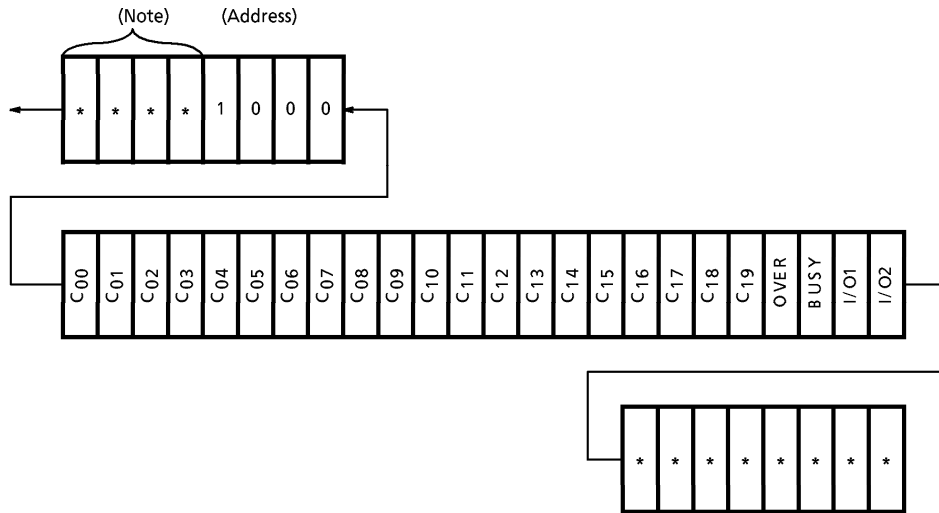 (Note) (Address)
* * * * 1 0 0 0
C00 C01 C02 C03 C04 C05 C06 C07 C08 C09 C10 C11 C12 C13 C14 C15 C16 C17 C18 C19 OVER BUSY I/O1 I/O2
* * * * * * * *